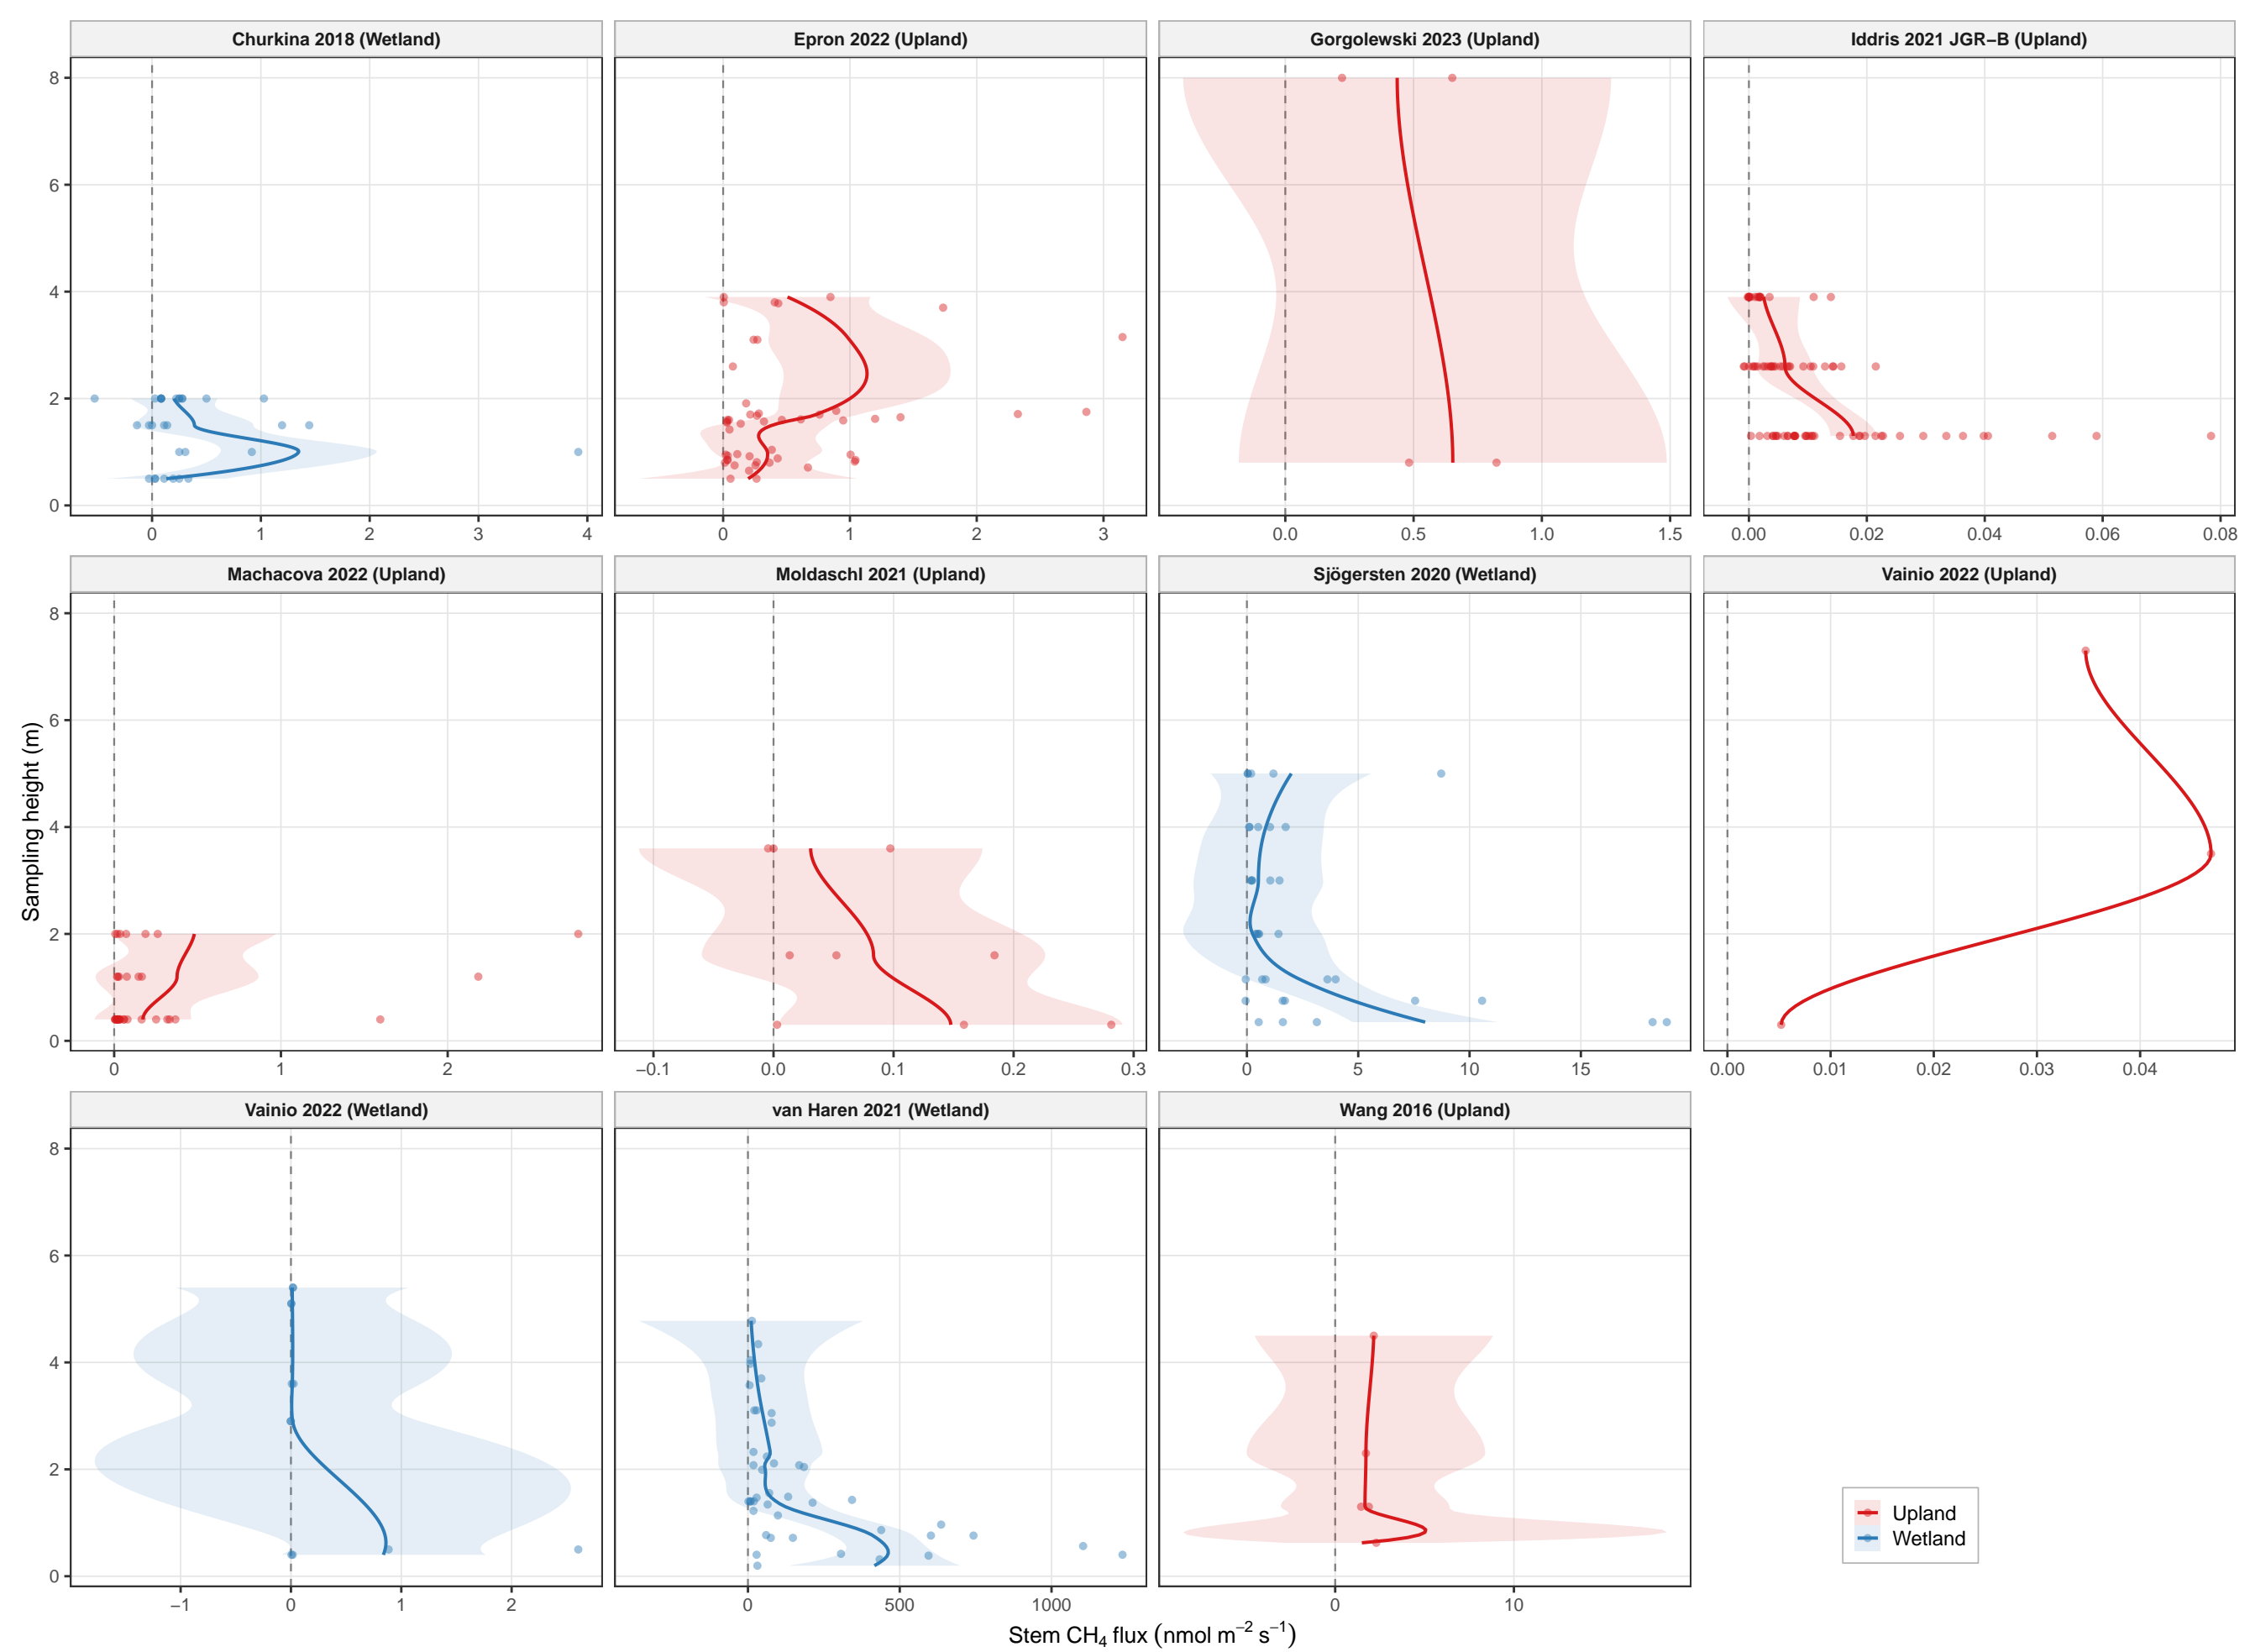 Churkina 2018 (Wetland)
Epron 2022 (Upland)
Gorgolewski 2023 (Upland)
Iddris 2021 JGR−B (Upland)
8
6
4
2
0
0 1 2 3 4
0 1 2 3
0.0 0.5 1.0 1.5
0.00 0.02 0.04 0.06 0.08
Machacova 2022 (Upland)
Moldaschl 2021 (Upland)
Sjögersten 2020 (Wetland)
Vainio 2022 (Upland)
Sampling height (m)
8
6
4
2
0
0 1 2
−0.1 0.0 0.1 0.2 0.3
0 5 10 15
0.00 0.01 0.02 0.03 0.04
Vainio 2022 (Wetland)
van Haren 2021 (Wetland)
Wang 2016 (Upland)
8
6
4
2
0
−1 0 1 2
0 500 1000
0 10
Upland
Wetland
Stem CH₄ flux (nmol m⁻² s⁻¹)